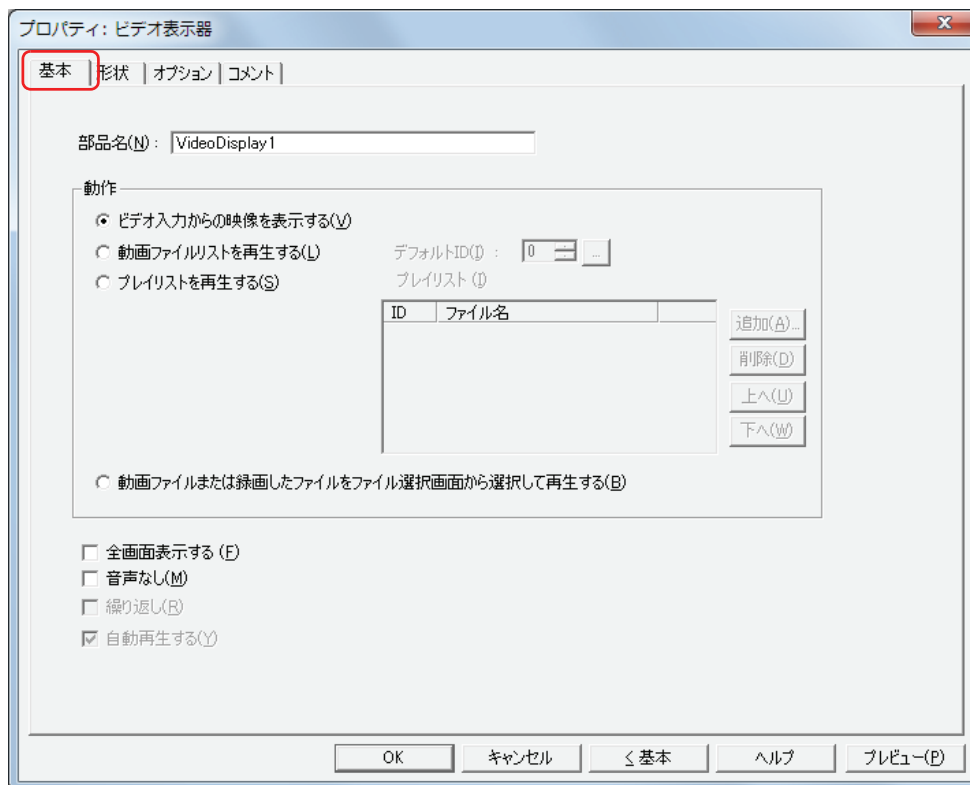 プロパティ: ビデオ表示器
基本 形状 オプション コメント
部品名(N): VideoDisplay1
動作
ビデオ入力からの映像を表示する(V)
動画ファイルリストを再生する(L) デフォルトID(I) : 0 ...
プレイリストを再生する(S) プレイリスト(I)
ID ファイル名
追加(A)...
削除(D)
上へ(U)
下へ(W)
動画ファイルまたは録画したファイルをファイル選択画面から選択して再生する(B)
全画面表示する(F)
音声なし(M)
繰り返し(R)
自動再生する(Y)
OK キャンセル < 基本 ヘルプ プレビュー(P)